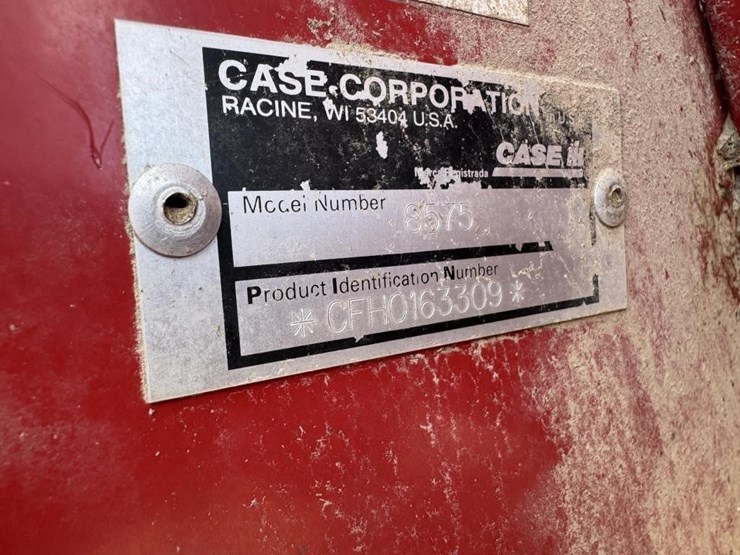 CASE CORPORATION
RACINE, WI 53404 U.S.A.
CASE IH
Marca Registrada
Model Number 8575
Product Identification Number
* CFH0163309 *